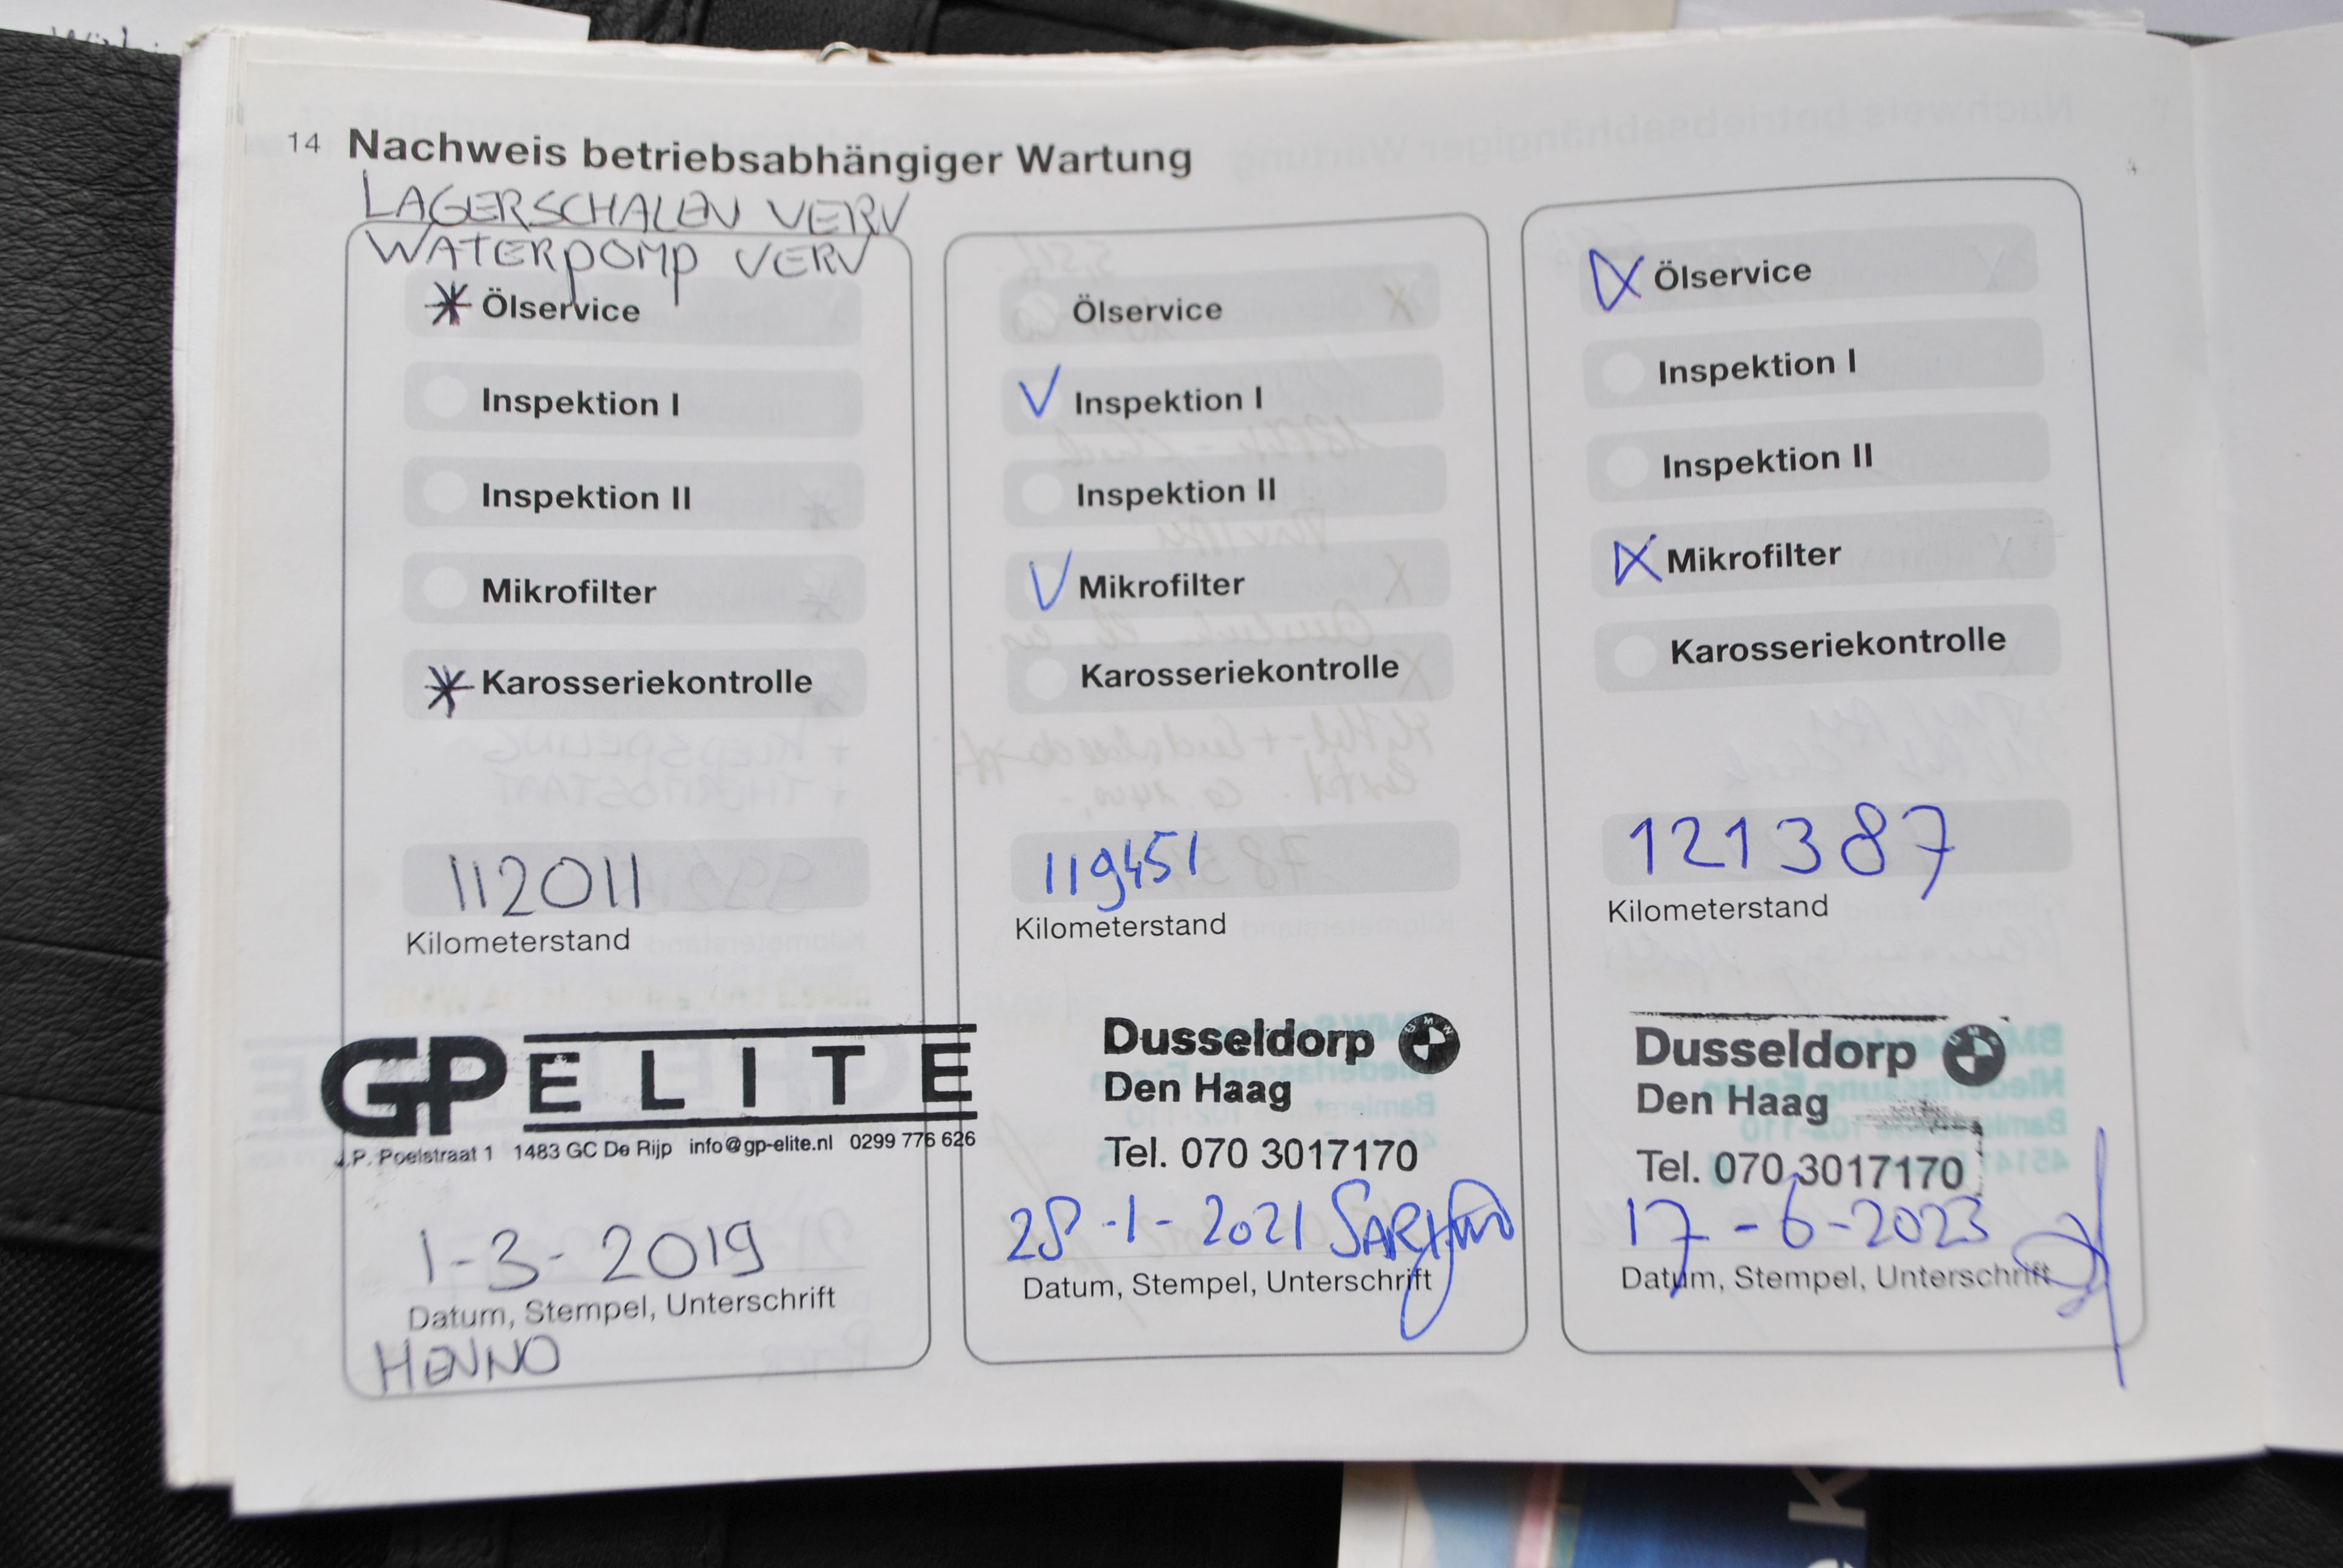 14 Nachweis betriebsabhängiger Wartung
LAGERSCHALEN VERV
WATERPOMP VERV
Ölservice
Inspektion I
Inspektion II
Mikrofilter
Karosseriekontrolle
112011
Kilometerstand
GP ELITE
J.P. Poelstraat 1 1483 GC De Rijp info@gp-elite.nl 0299 776 626
1-3-2019
Datum, Stempel, Unterschrift
HENNO
Ölservice
Inspektion I
Inspektion II
Mikrofilter
Karosseriekontrolle
119451
Kilometerstand
Dusseldorp
BMW
Den Haag
Tel. 070 3017170
28-1-2021
Datum, Stempel, Unterschrift
Ölservice
Inspektion I
Inspektion II
Mikrofilter
Karosseriekontrolle
121387
Kilometerstand
Dusseldorp
Den Haag
Tel. 070 3017170
17-6-2023
Datum, Stempel, Unterschrift